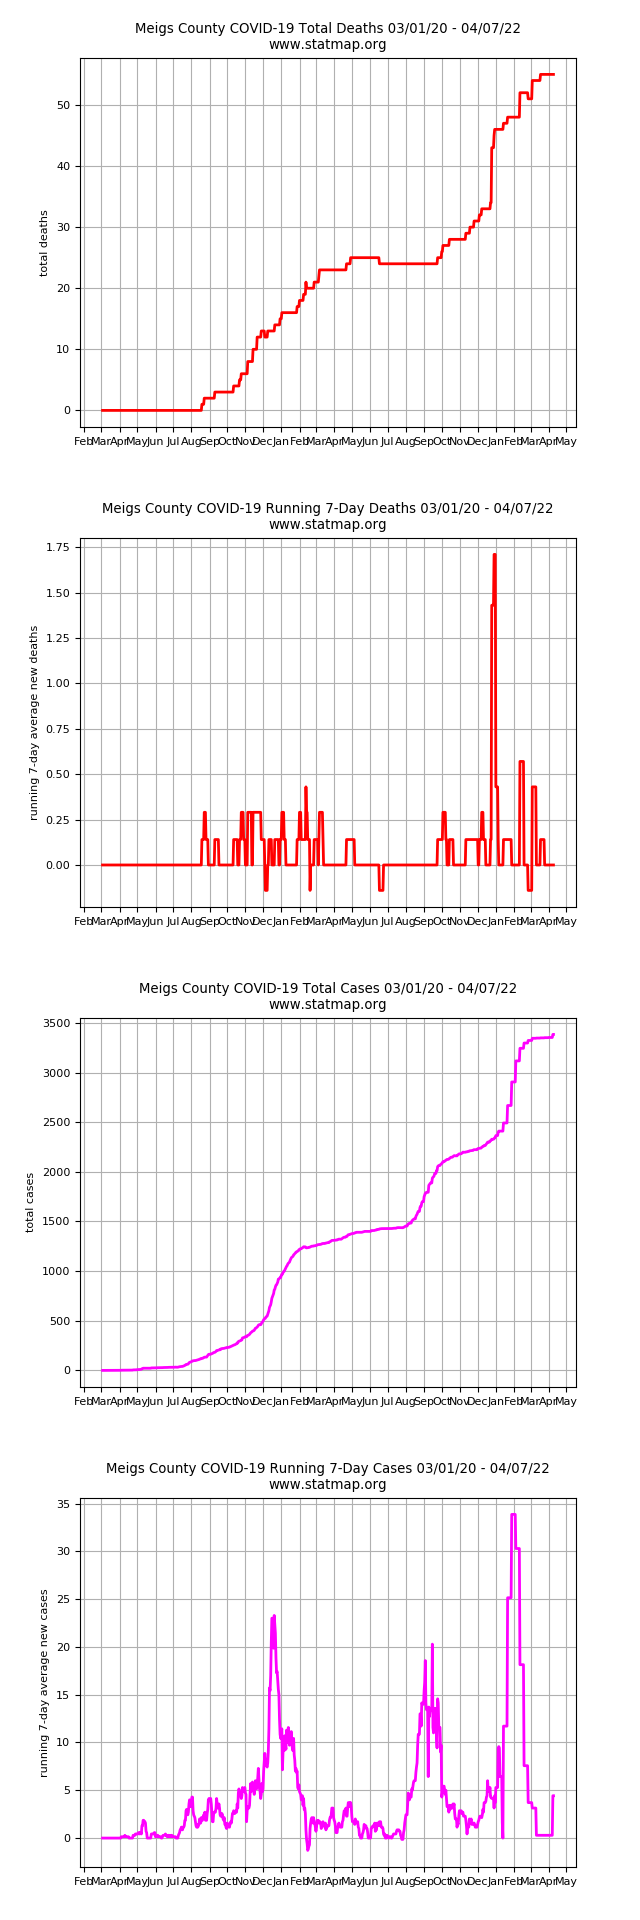 Meigs County COVID-19 Total Deaths 03/01/20 - 04/07/22
www.statmap.org
total deaths
50
40
30
20
10
0
Feb Mar Apr May Jun Jul Aug Sep Oct Nov Dec Jan Feb Mar Apr May Jun Jul Aug Sep Oct Nov Dec Jan Feb Mar Apr May
Meigs County COVID-19 Running 7-Day Deaths 03/01/20 - 04/07/22
www.statmap.org
running 7-day average new deaths
1.75
1.50
1.25
1.00
0.75
0.50
0.25
0.00
Feb Mar Apr May Jun Jul Aug Sep Oct Nov Dec Jan Feb Mar Apr May Jun Jul Aug Sep Oct Nov Dec Jan Feb Mar Apr May
Meigs County COVID-19 Total Cases 03/01/20 - 04/07/22
www.statmap.org
total cases
3500
3000
2500
2000
1500
1000
500
0
Feb Mar Apr May Jun Jul Aug Sep Oct Nov Dec Jan Feb Mar Apr May Jun Jul Aug Sep Oct Nov Dec Jan Feb Mar Apr May
Meigs County COVID-19 Running 7-Day Cases 03/01/20 - 04/07/22
www.statmap.org
running 7-day average new cases
35
30
25
20
15
10
5
0
Feb Mar Apr May Jun Jul Aug Sep Oct Nov Dec Jan Feb Mar Apr May Jun Jul Aug Sep Oct Nov Dec Jan Feb Mar Apr May